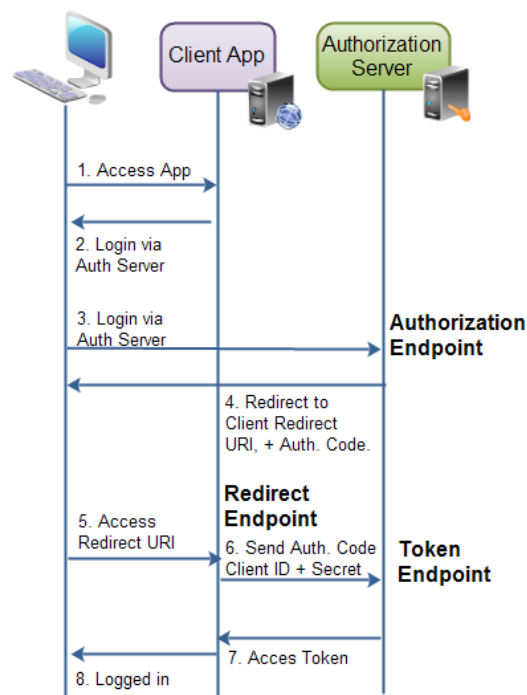 Client App
Authorization
Server
1. Access App
2. Login via
Auth Server
3. Login via
Auth Server
Authorization
Endpoint
4. Redirect to
Client Redirect
URI, + Auth. Code.
Redirect
Endpoint
5. Access
Redirect URI
6. Send Auth. Code
Client ID + Secret
Token
Endpoint
7. Acces Token
8. Logged in